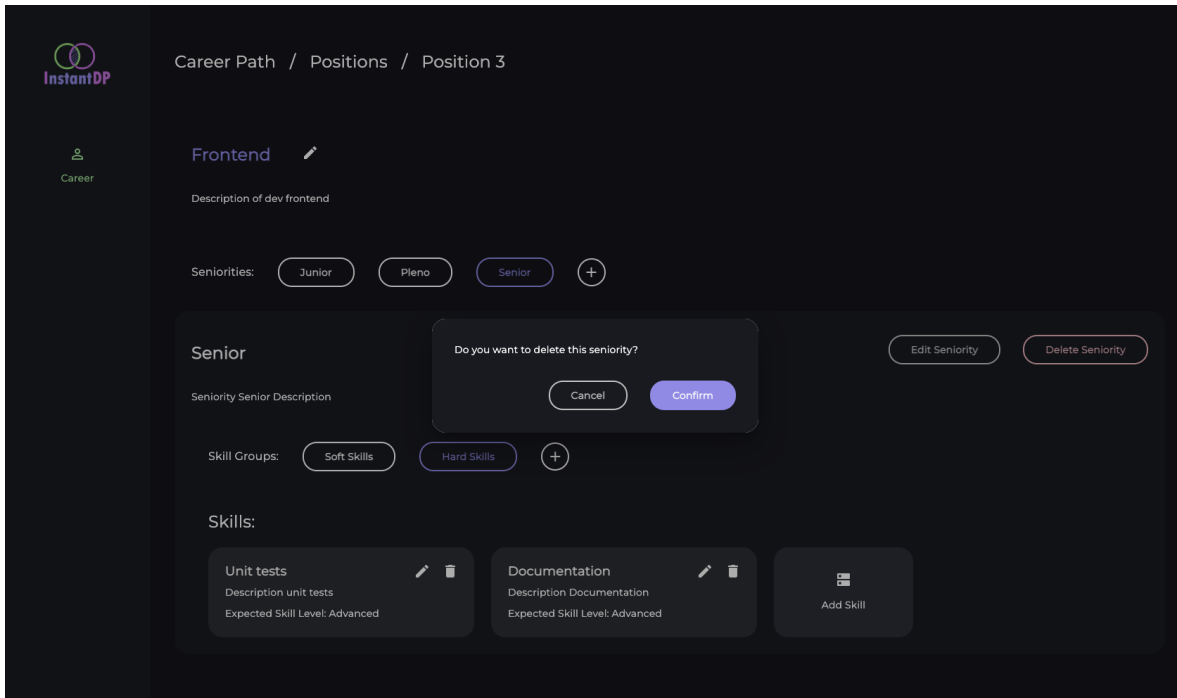 InstantDP
Career
Career Path / Positions / Position 3
Frontend
Description of dev frontend
Seniorities: Junior Pleno Senior +
Senior
Edit Seniority Delete Seniority
Seniority Senior Description
Do you want to delete this seniority?
Cancel Confirm
Skill Groups: Soft Skills Hard Skills +
Skills:
Unit tests
Description unit tests
Expected Skill Level: Advanced
Documentation
Description Documentation
Expected Skill Level: Advanced
Add Skill